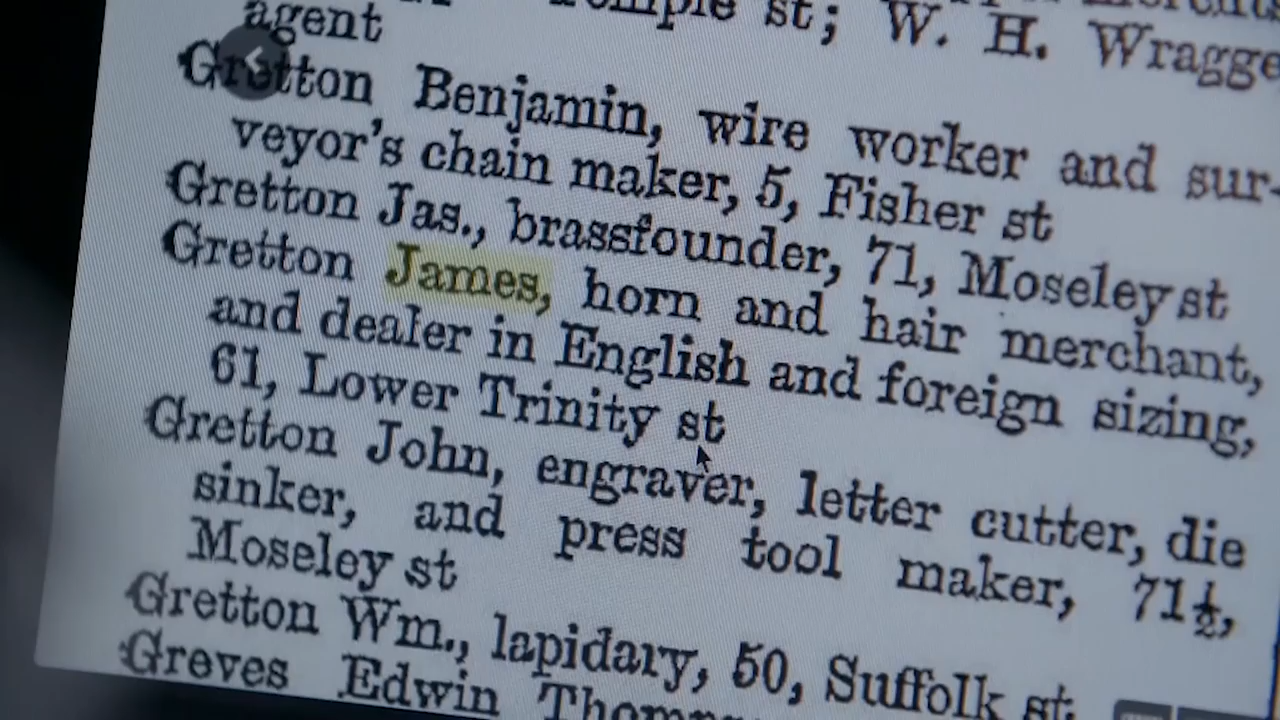 st; W. H. Wragge
agent
Gretton Benjamin, wire worker and sur-
veyor's chain maker, 5, Fisher st
Gretton Jas., brassfounder, 71, Moseley st
Gretton James, horn and hair merchant,
and dealer in English and foreign sizing,
61, Lower Trinity st
Gretton John, engraver, letter cutter, die
sinker, and press tool maker, 71½,
Moseley st
Gretton Wm., lapidary, 50, Suffolk st
Greves Edwin